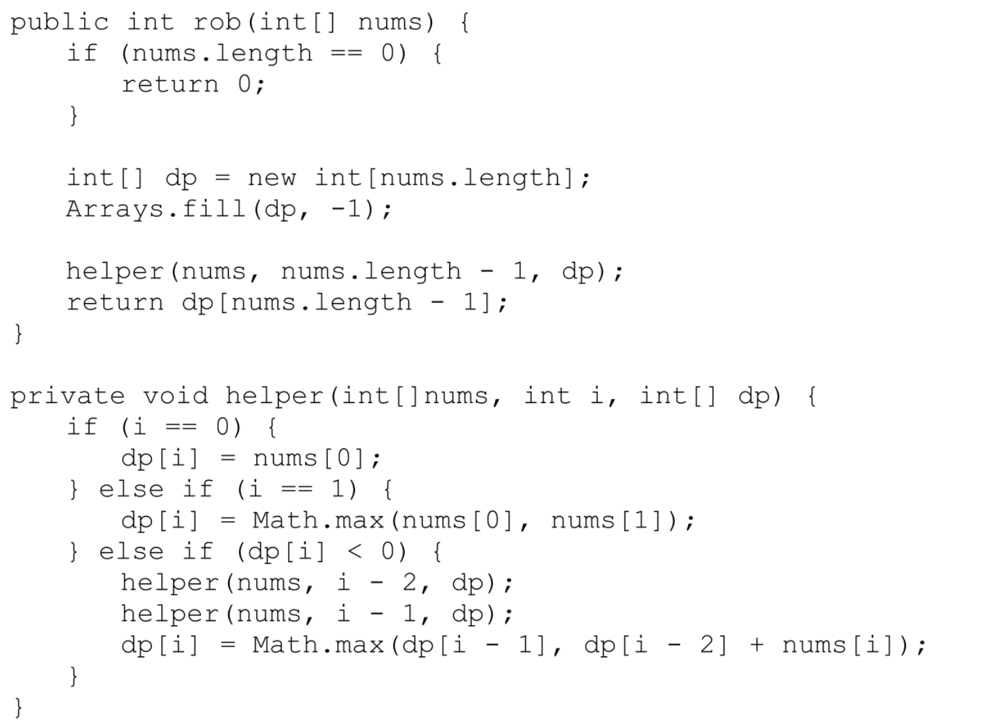 public int rob(int[] nums) {
    if (nums.length == 0) {
        return 0;
    }

    int[] dp = new int[nums.length];
    Arrays.fill(dp, -1);

    helper(nums, nums.length - 1, dp);
    return dp[nums.length - 1];
}

private void helper(int[]nums, int i, int[] dp) {
    if (i == 0) {
        dp[i] = nums[0];
    } else if (i == 1) {
        dp[i] = Math.max(nums[0], nums[1]);
    } else if (dp[i] < 0) {
        helper(nums, i - 2, dp);
        helper(nums, i - 1, dp);
        dp[i] = Math.max(dp[i - 1], dp[i - 2] + nums[i]);
    }
}